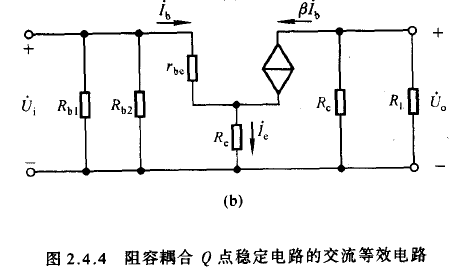 İb
βİb
+
+
rbe
U̇i
Rb1
Rb2
Rc
İe
Rc
RL
U̇o
−
−
(b)
图 2.4.4 阻容耦合 Q 点稳定电路的交流等效电路